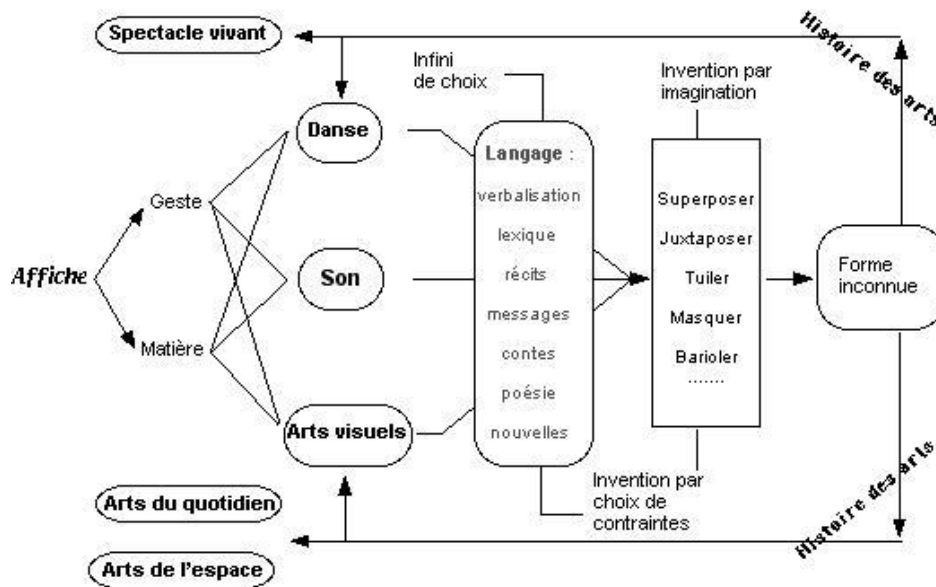 Spectacle vivant
Histoire des arts
Infini
de choix
Invention par
imagination
Danse
Langage :
verbalisation
lexique
récits
messages
contes
poésie
nouvelles
Superposer
Juxtaposer
Tuiler
Masquer
Barioler
.......
Geste
Affiche
Son
Forme
inconnue
Matière
Arts visuels
Invention par
choix de
contraintes
Histoire des arts
Arts du quotidien
Arts de l'espace